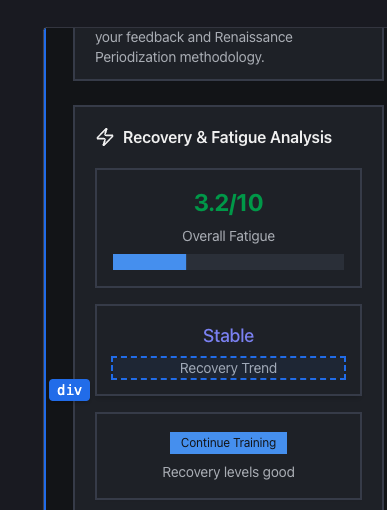 your feedback and Renaissance
Periodization methodology.
Recovery & Fatigue Analysis
3.2/10
Overall Fatigue
Stable
Recovery Trend
div
Continue Training
Recovery levels good